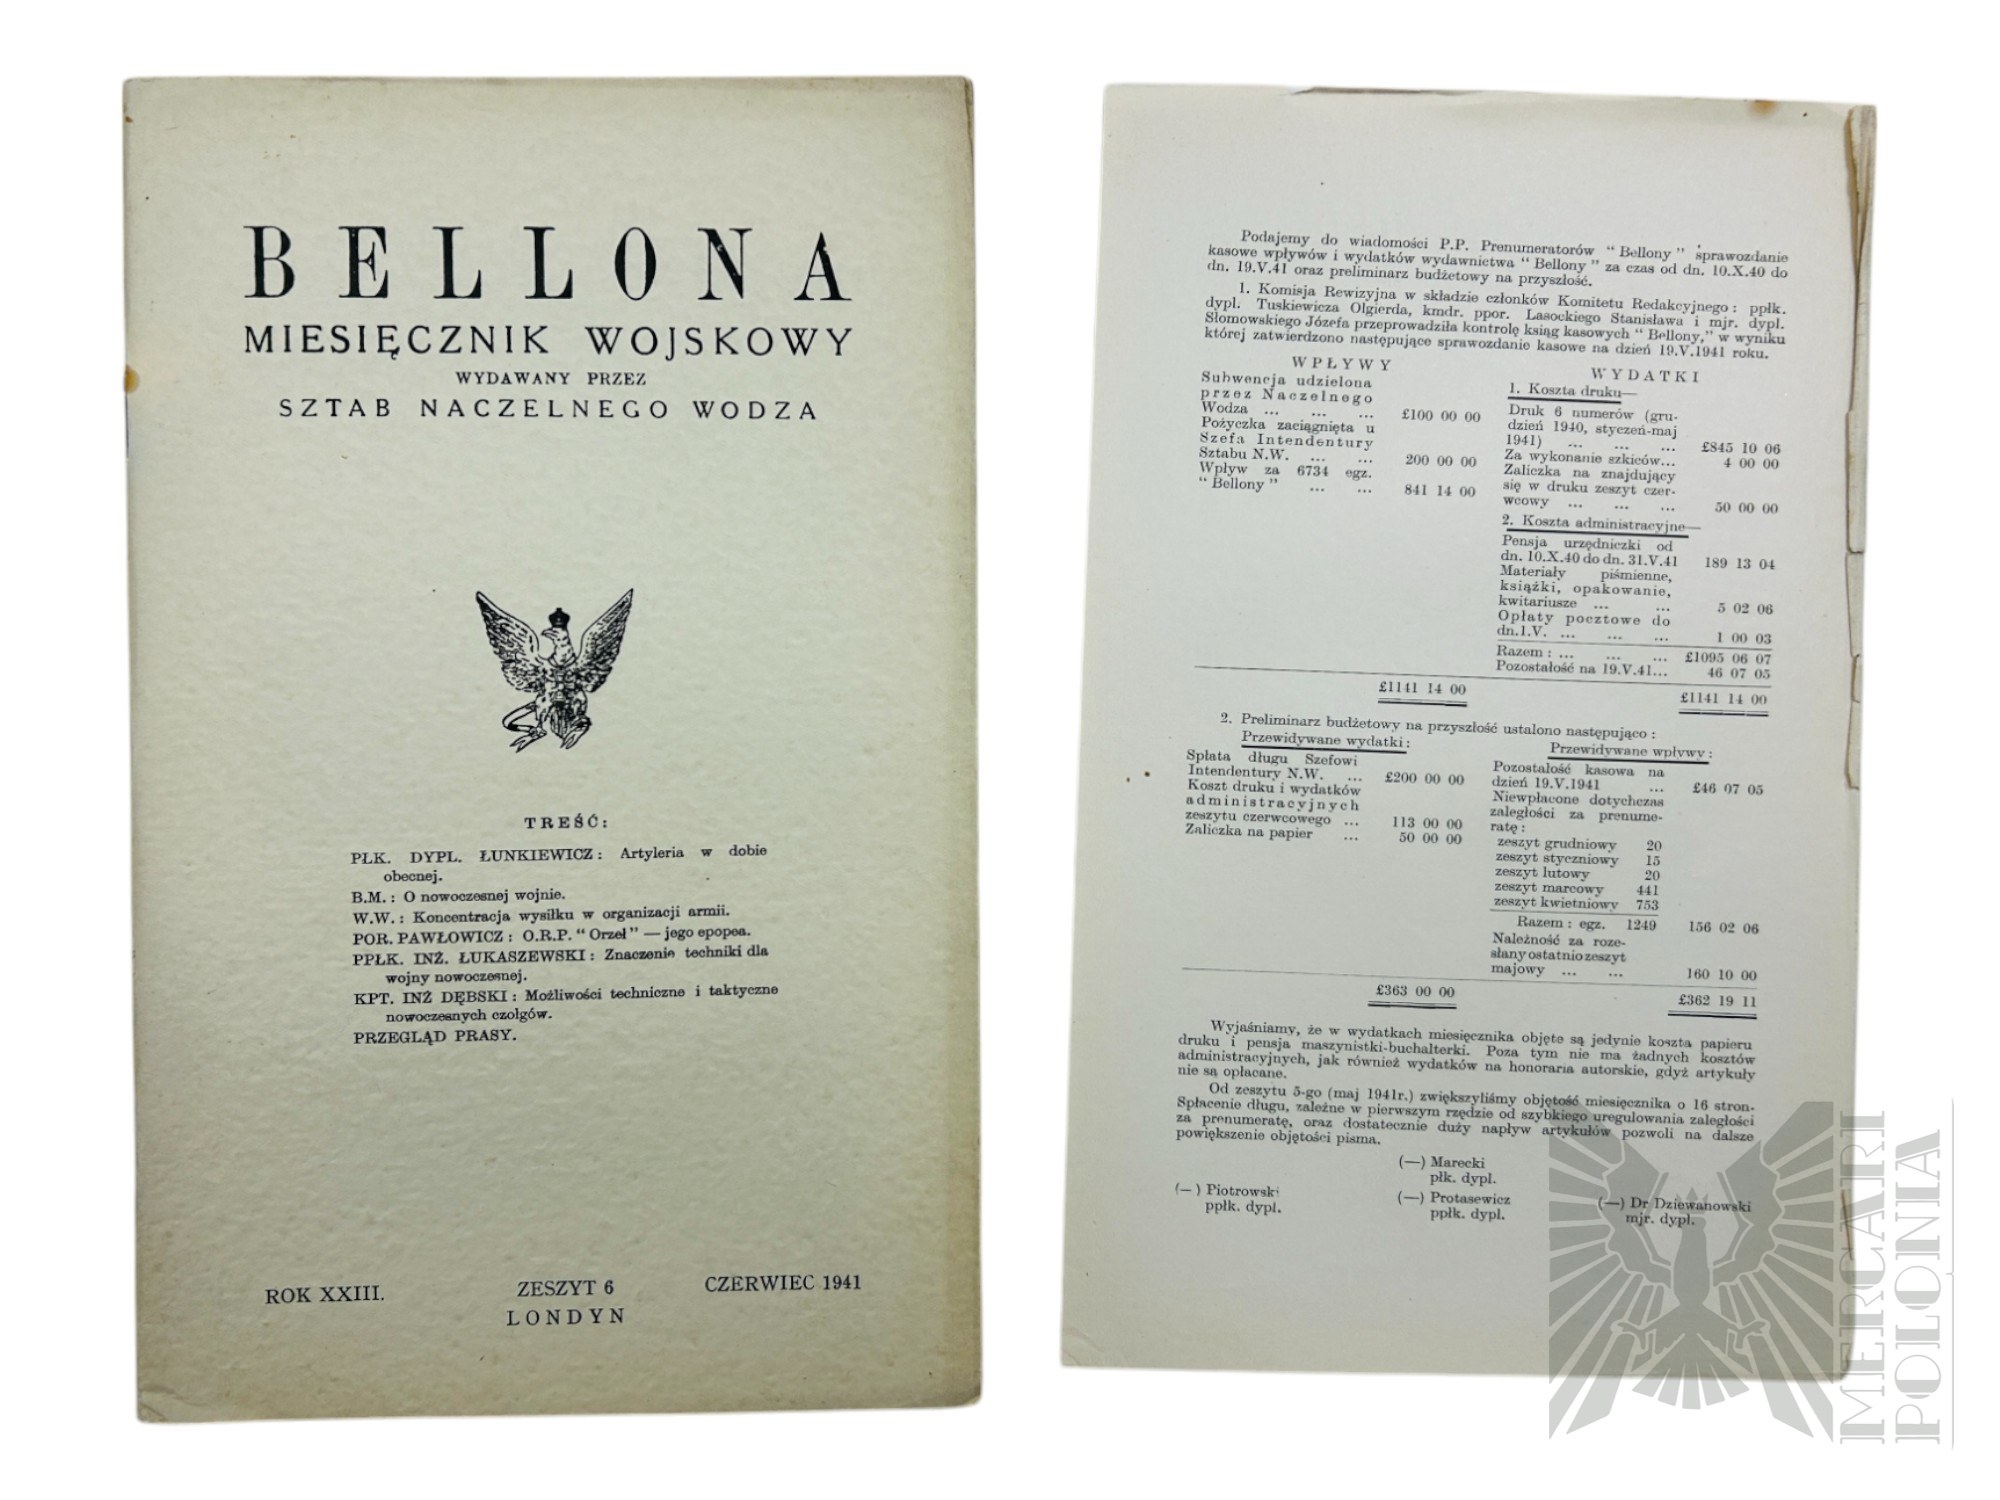 BELLONA
MIESIĘCZNIK WOJSKOWY
WYDAWANY PRZEZ
SZTAB NACZELNEGO WODZA
TREŚĆ:
PŁK. DYPL. ŁUNKIEWICZ: Artyleria w dobie
obecnej.
B.M.: O nowoczesnej wojnie.
W.W.: Koncentracja wysiłku w organizacji armii.
POR. PAWŁOWICZ: O.R.P. "Orzeł" — jego epopea.
PPŁK. INŻ. ŁUKASZEWSKI: Znaczenie techniki dla
wojny nowoczesnej.
KPT. INŻ DĘBSKI: Możliwości techniczne i taktyczne
nowoczesnych czołgów.
PRZEGLĄD PRASY.
ROK XXIII. ZESZYT 6 CZERWIEC 1941
LONDYN
Podajemy do wiadomości P.P. Prenumeratorów "Bellony" sprawozdanie
kasowe wpływów i wydatków wydawnictwa "Bellony" za czas od dn. 10.X.40 do
dn. 19.V.41 oraz preliminarz budżetowy na przyszłość.
1. Komisja Rewizyjna w składzie członków Komitetu Redakcyjnego: ppłk.
dypl. Tuskiewicza Olgierda, kmdr. ppor. Lasockiego Stanisława i mjr. dypl.
Słomowskiego Józefa przeprowadziła kontrolę ksiąg kasowych "Bellony," w wyniku
której zatwierdzono następujące sprawozdanie kasowe na dzień 19.V.1941 roku.
WPŁYWY
Subwencja udzielona
przez Naczelnego
Wodza ... ... ... £100 00 00
Pożyczka zaciągnięta u
Szefa Intendentury
Sztabu N.W. ... ... 200 00 00
Wpływ za 6734 egz.
"Bellony" ... ... 841 14 00
£1141 14 00
WYDATKI
1. Koszta druku—
Druk 6 numerów (gru-
dzień 1940, styczeń-maj
1941) ... ... ... £845 10 06
Za wykonanie szkiców... 4 00 00
Zaliczka na znajdujący
się w druku zeszyt czer-
wcowy ... ... ... 50 00 00
2. Koszta administracyjne—
Pensja urzędniczki od
dn. 10.X.40 do dn. 31.V.41 189 13 04
Materiały piśmienne,
książki, opakowanie,
kwitariusze ... ... 5 02 06
Opłaty pocztowe do
dn.1.V. ... ... ... 1 00 03
Razem: ... ... ... £1095 06 07
Pozostałość na 19.V.41... 46 07 05
£1141 14 00
2. Preliminarz budżetowy na przyszłość ustalono następująco:
Przewidywane wydatki:
Spłata długu Szefowi
Intendentury N.W. ... £200 00 00
Koszt druku i wydatków
administracyjnych
zeszytu czerwcowego ... 113 00 00
Zaliczka na papier ... 50 00 00
£363 00 00
Przewidywane wpływy:
Pozostałość kasowa na
dzień 19.V.1941 ... £46 07 05
Niewpłacone dotychczas
zaległości za prenume-
ratę:
zeszyt grudniowy 20
zeszyt styczniowy 15
zeszyt lutowy 20
zeszyt marcowy 441
zeszyt kwietniowy 753
Razem: egz. 1249 156 02 06
Należność za roze-
słany ostatnio zeszyt
majowy ... ... 160 10 00
£362 19 11
Wyjaśniamy, że w wydatkach miesięcznika objęte są jedynie koszta papieru
druku i pensja maszynistki-buchalterki. Poza tym nie ma żadnych kosztów
administracyjnych, jak również wydatków na honoraria autorskie, gdyż artykuły
nie są opłacane.
Od zeszytu 5-go (maj 1941r.) zwiększyliśmy objętość miesięcznika o 16 stron.
Spłacenie długu, zależne w pierwszym rzędzie od szybkiego uregulowania zaległości
za prenumeratę, oraz dostatecznie duży napływ artykułów pozwoli na dalsze
powiększenie objętości pisma.
(—) Marecki
płk. dypl.
(—) Piotrowski (—) Protasewicz (—) Dr Dziewanowski
ppłk. dypl. ppłk. dypl. mjr. dypl.
MERCARI
POLONIA